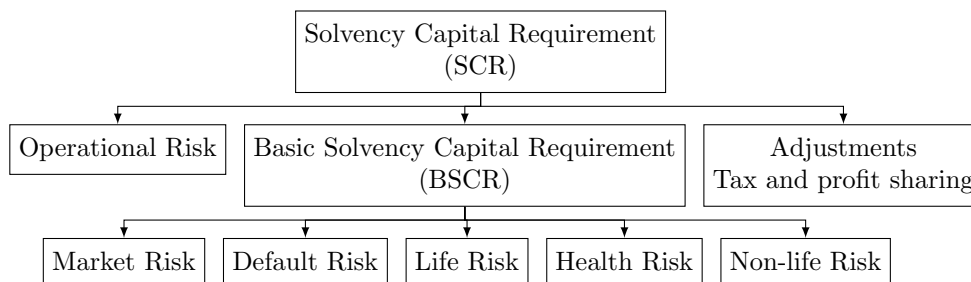 Solvency Capital Requirement
(SCR)
Operational Risk
Basic Solvency Capital Requirement
(BSCR)
Adjustments
Tax and profit sharing
Market Risk
Default Risk
Life Risk
Health Risk
Non-life Risk